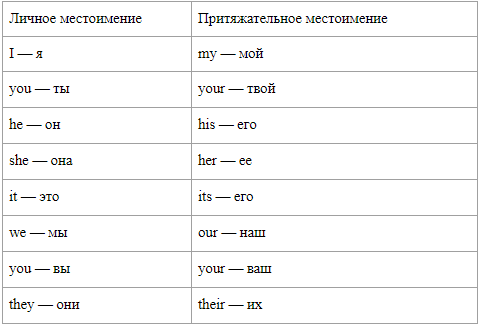 Личное местоимение Притяжательное местоимение
I — я my — мой
you — ты your — твой
he — он his — его
she — она her — ее
it — это its — его
we — мы our — наш
you — вы your — ваш
they — они their — их